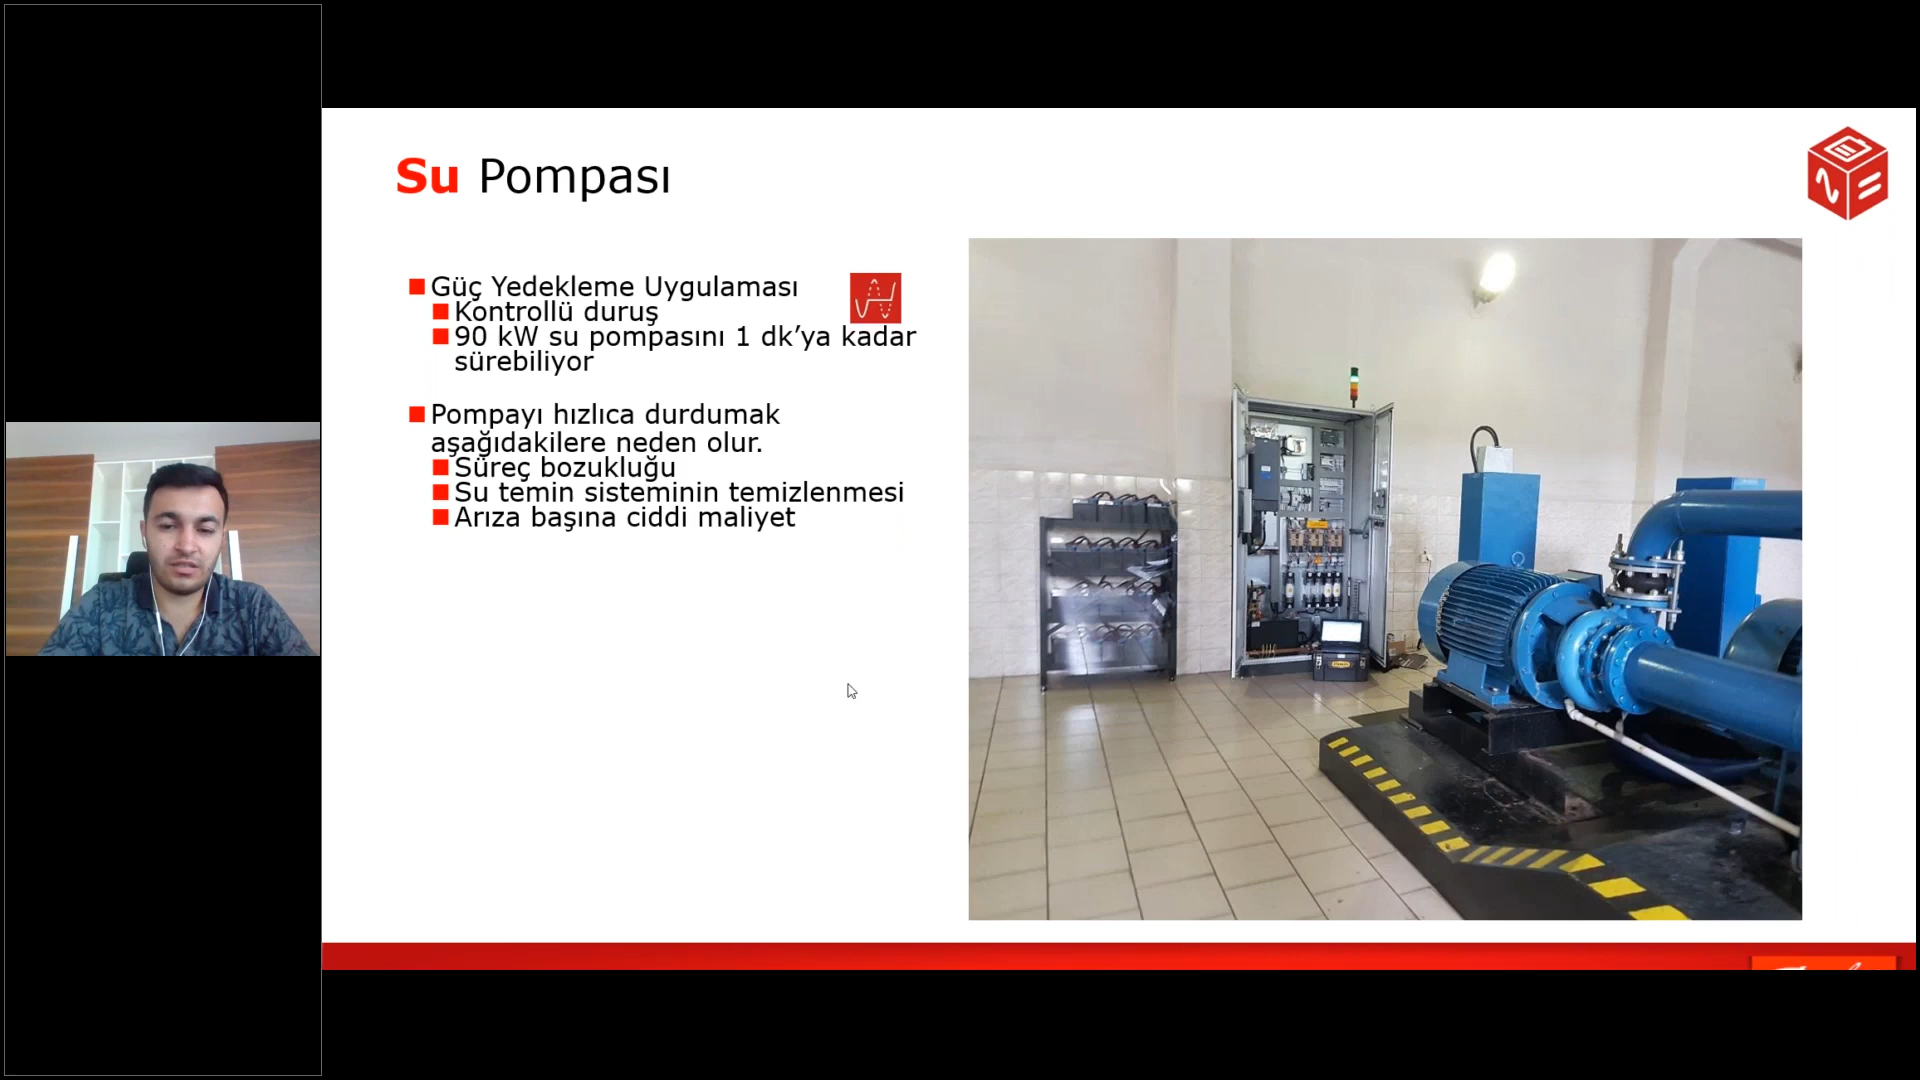 Su Pompası
Güç Yedekleme Uygulaması
Kontrollü duruş
90 kW su pompasını 1 dk’ya kadar
sürebiliyor
Pompayı hızlıca durdumak
aşağıdakilere neden olur.
Süreç bozukluğu
Su temin sisteminin temizlenmesi
Arıza başına ciddi maliyet